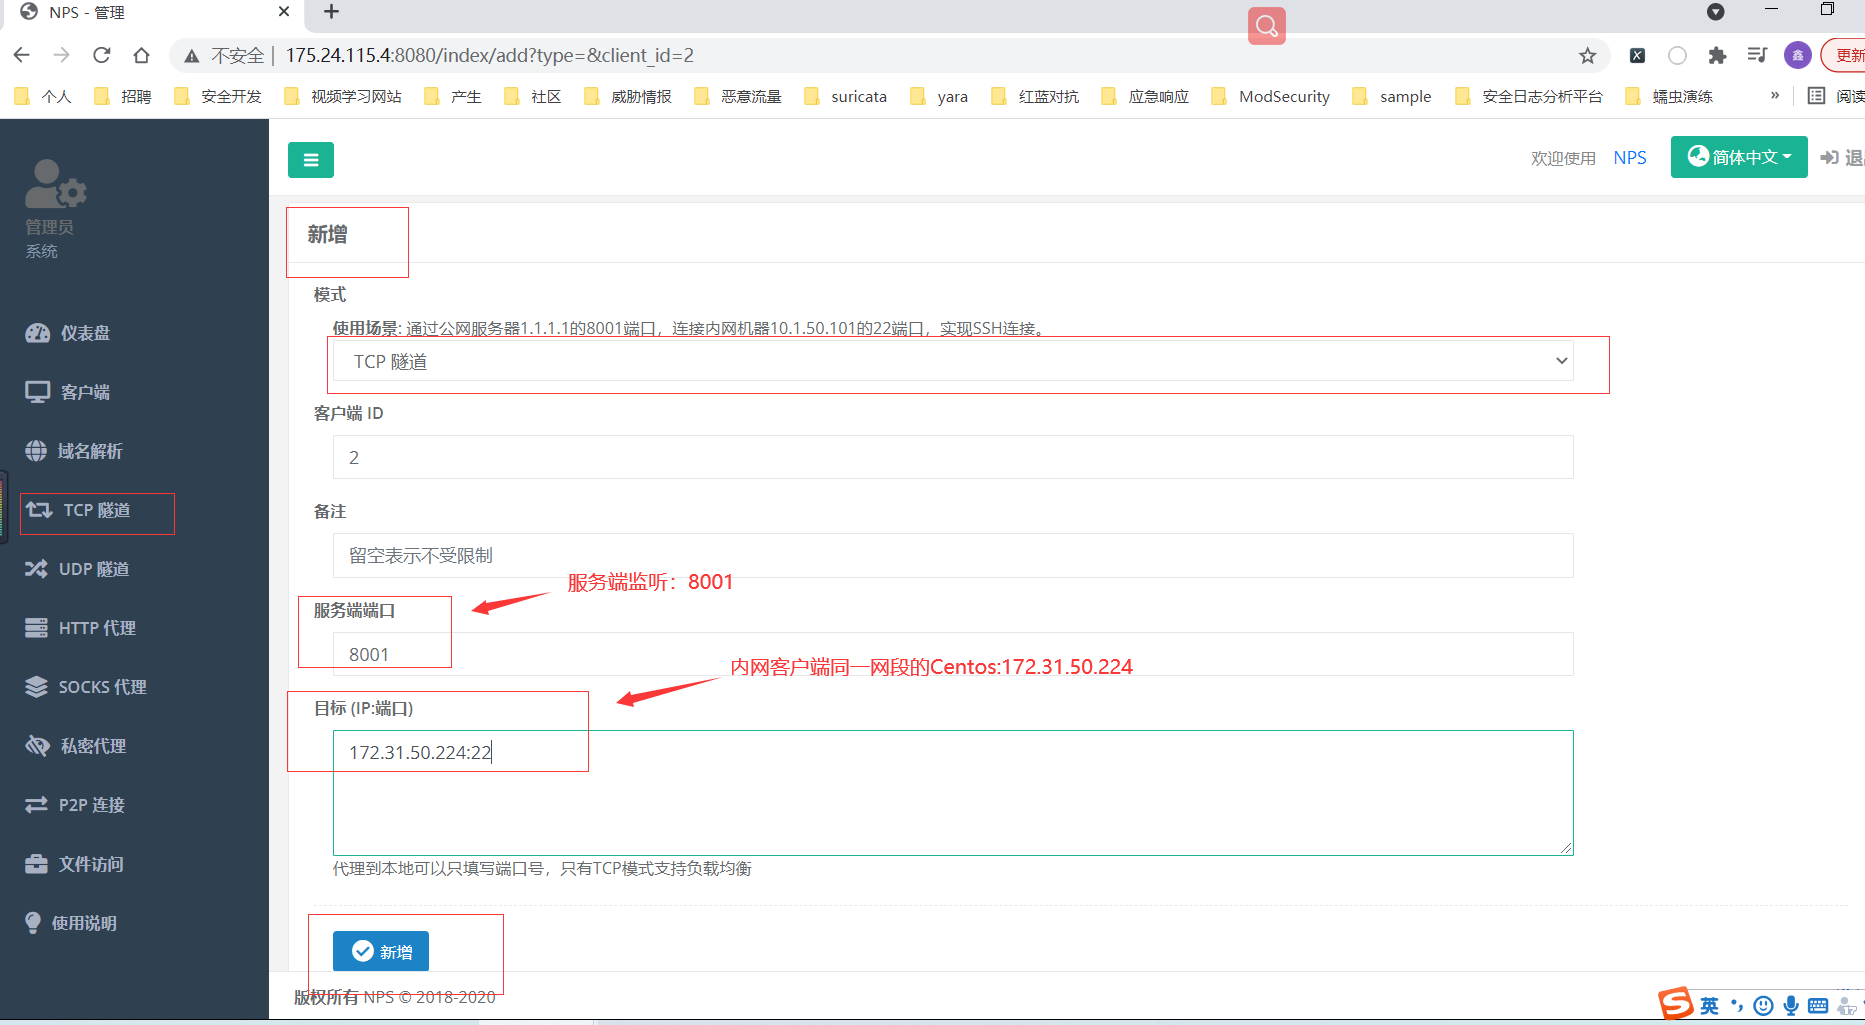 NPS - 管理
不安全 | 175.24.115.4:8080/index/add?type=&client_id=2
更新
个人 招聘 安全开发 视频学习网站 产生 社区 威胁情报 恶意流量 suricata yara 红蓝对抗 应急响应 ModSecurity sample 安全日志分析平台 蠕虫演练 » 阅读
欢迎使用 NPS 简体中文
管理员
系统
仪表盘
客户端
域名解析
TCP 隧道
UDP 隧道
HTTP 代理
SOCKS 代理
私密代理
P2P 连接
文件访问
使用说明
新增
模式
使用场景: 通过公网服务器1.1.1.1的8001端口，连接内网机器10.1.50.101的22端口，实现SSH连接。
TCP 隧道
客户端 ID
2
备注
留空表示不受限制
服务端监听：8001
服务端端口
8001
内网客户端同一网段的Centos:172.31.50.224
目标 (IP:端口)
172.31.50.224:22
代理到本地可以只填写端口号，只有TCP模式支持负载均衡
新增
版权所有 NPS © 2018-2020
英